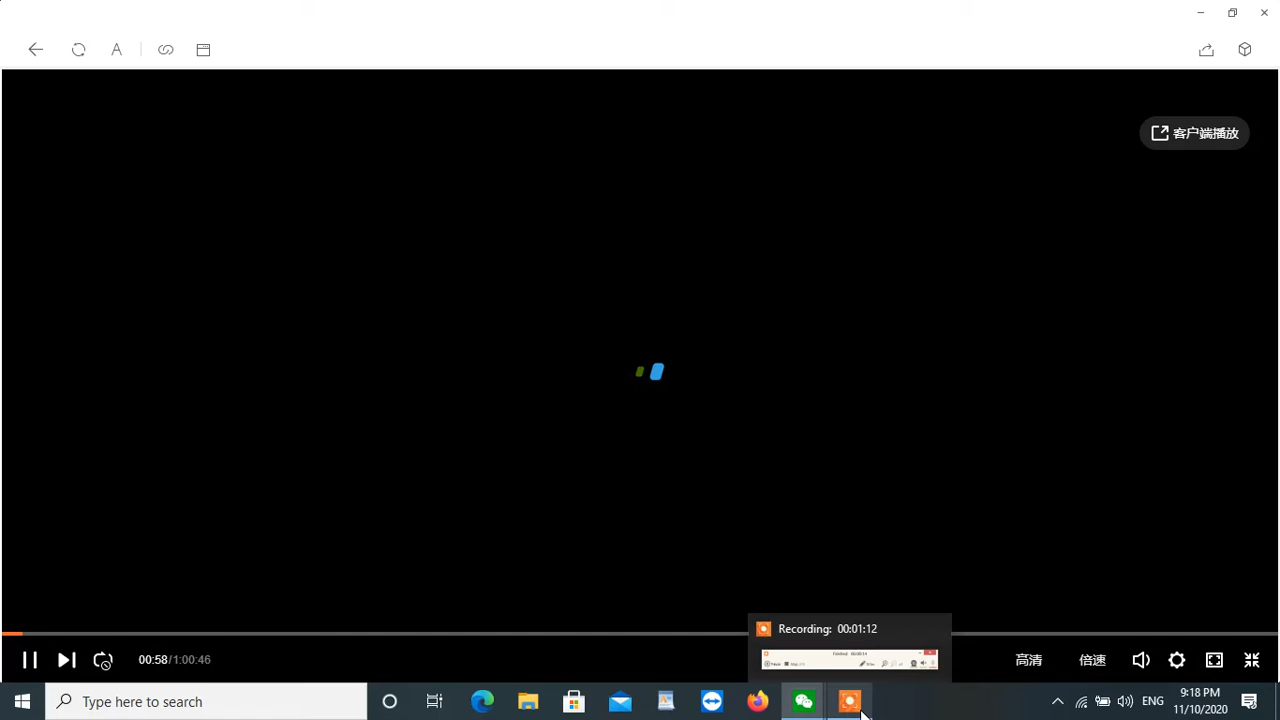 A
客户端播放
Recording: 00:01:12
00:58/1:00:46
高清
倍速
Type here to search
ENG
9:18 PM
11/10/2020